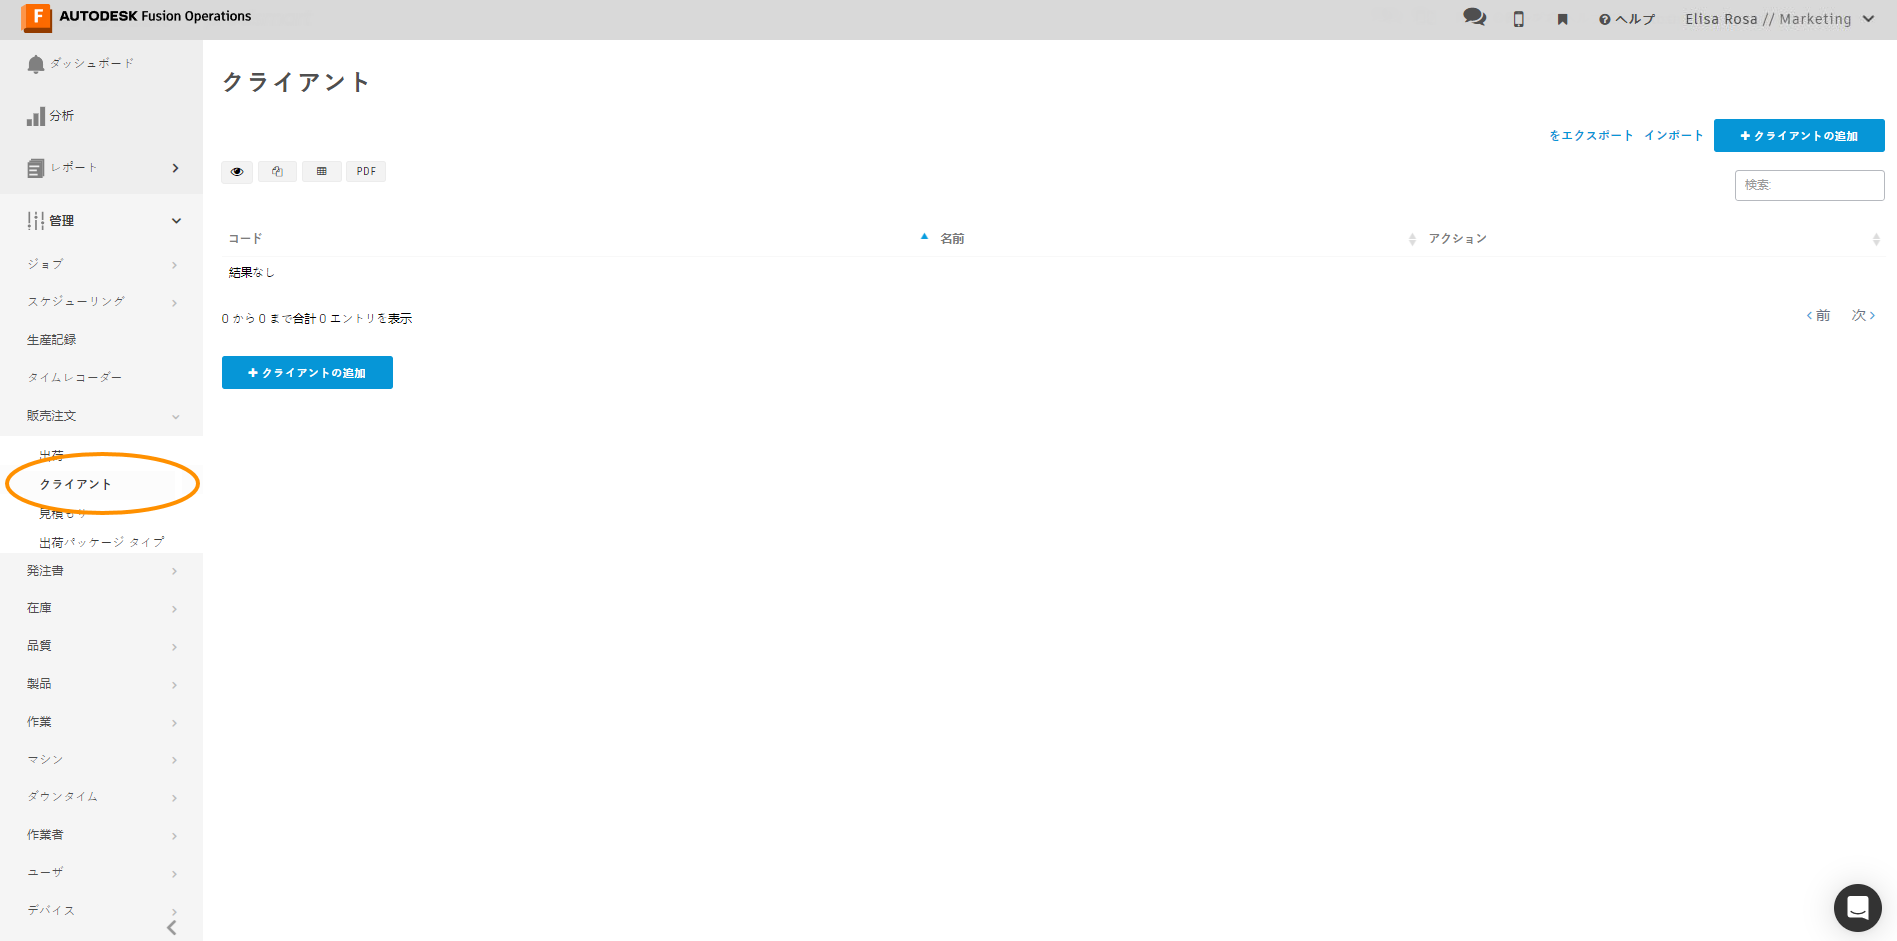 AUTODESK Fusion Operations
ヘルプ
Elisa Rosa // Marketing
ダッシュボード
分析
レポート
管理
ジョブ
スケジューリング
生産記録
タイムレコーダー
販売注文
出荷
クライアント
見積もり
出荷パッケージ タイプ
発注書
在庫
品質
製品
作業
マシン
ダウンタイム
作業者
ユーザ
デバイス
クライアント
をエクスポート インポート + クライアントの追加
PDF
検索:
コード 名前 アクション
結果なし
0 から 0 まで合計 0 エントリを表示
‹ 前 次 ›
+ クライアントの追加